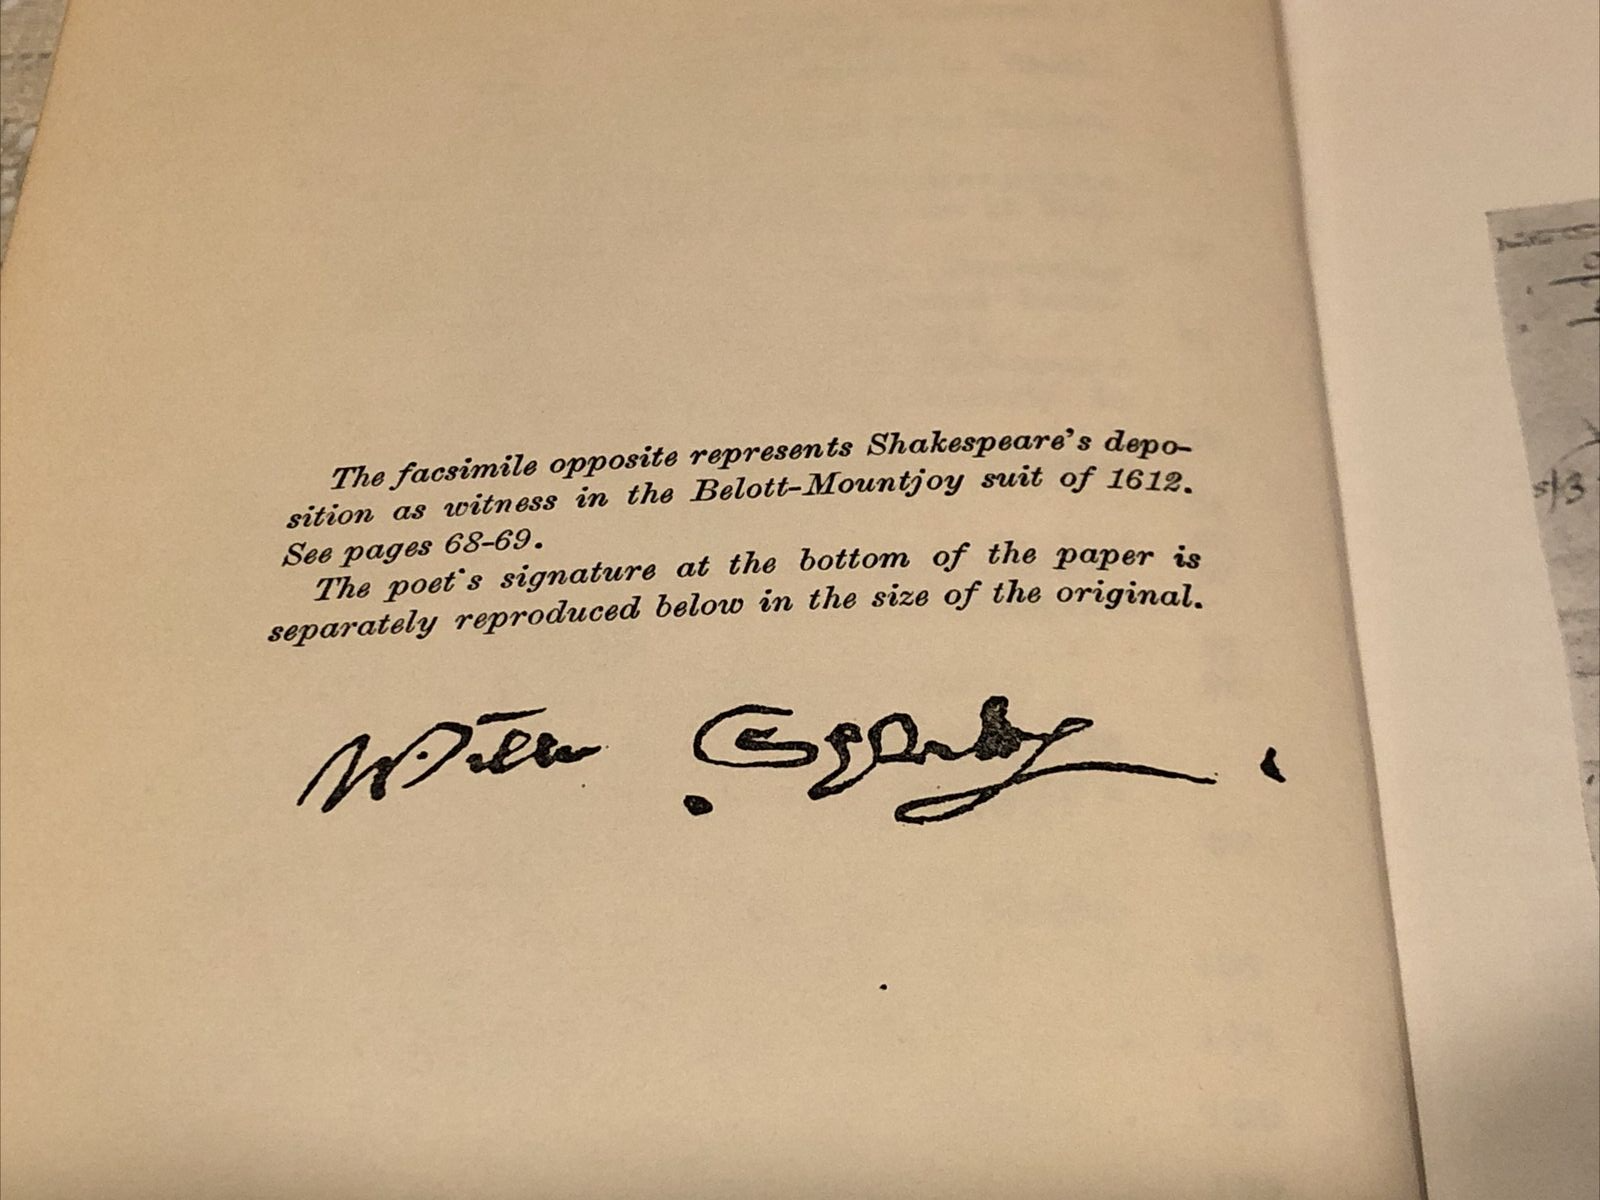 The facsimile opposite represents Shakespeare's depo-
sition as witness in the Belott-Mountjoy suit of 1612.
See pages 68-69.
The poet's signature at the bottom of the paper is
separately reproduced below in the size of the original.
Willm